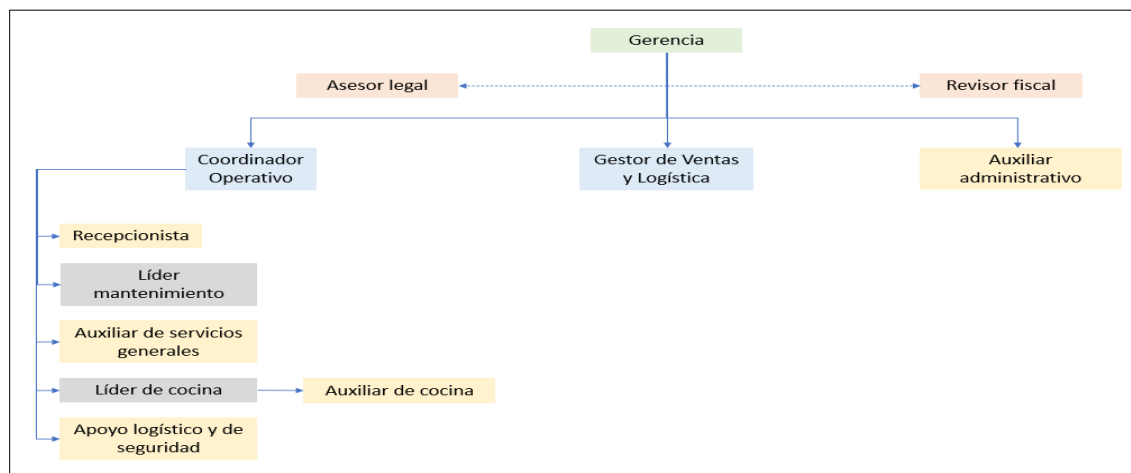 Gerencia
Asesor legal
Revisor fiscal
Coordinador
Operativo
Gestor de Ventas
y Logística
Auxiliar
administrativo
Recepcionista
Líder
mantenimiento
Auxiliar de servicios
generales
Líder de cocina
Auxiliar de cocina
Apoyo logístico y de
seguridad